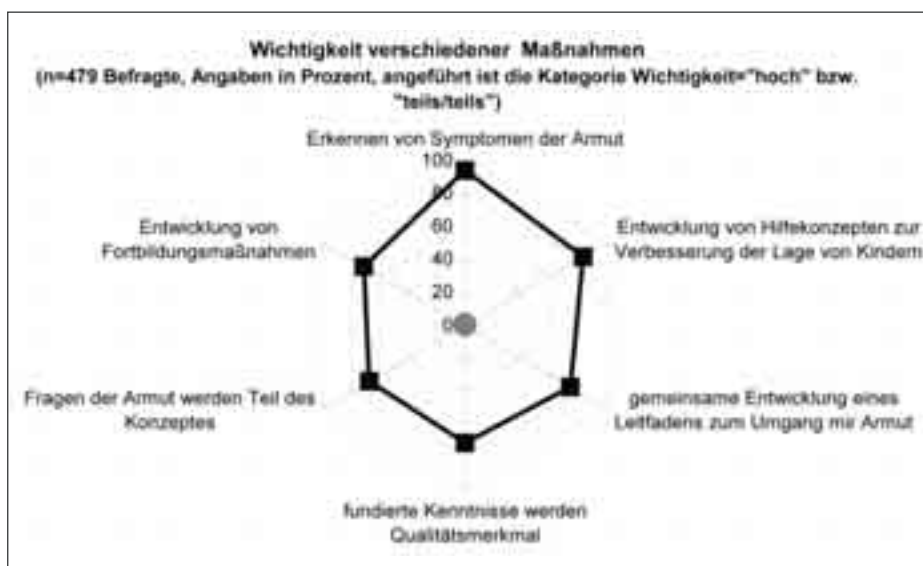 Wichtigkeit verschiedener Maßnahmen
(n=479 Befragte, Angaben in Prozent, angeführt ist die Kategorie Wichtigkeit="hoch" bzw.
"teils/teils")
Erkennen von Symptomen der Armut
100
80
60
40
20
0
Entwicklung von
Fortbildungsmaßnahmen
Entwicklung von Hilfekonzepten zur
Verbesserung der Lage von Kindern
Fragen der Armut werden Teil des
Konzeptes
gemeinsame Entwicklung eines
Leitfadens zum Umgang mir Armut
fundierte Kenntnisse werden
Qualitätsmerkmal